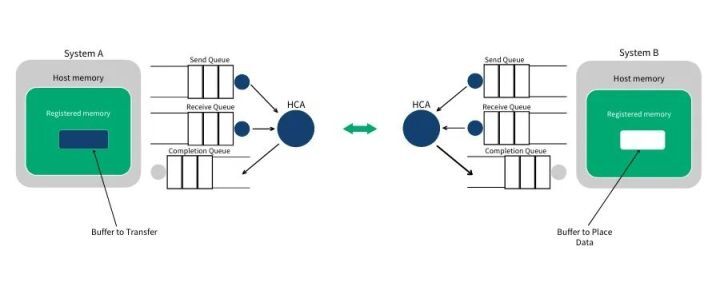 System A
Host memory
Registered memory
Buffer to Transfer
Send Queue
Receive Queue
Completion Queue
HCA
HCA
Send Queue
Receive Queue
Completion Queue
System B
Host memory
Registered memory
Buffer to Place
Data